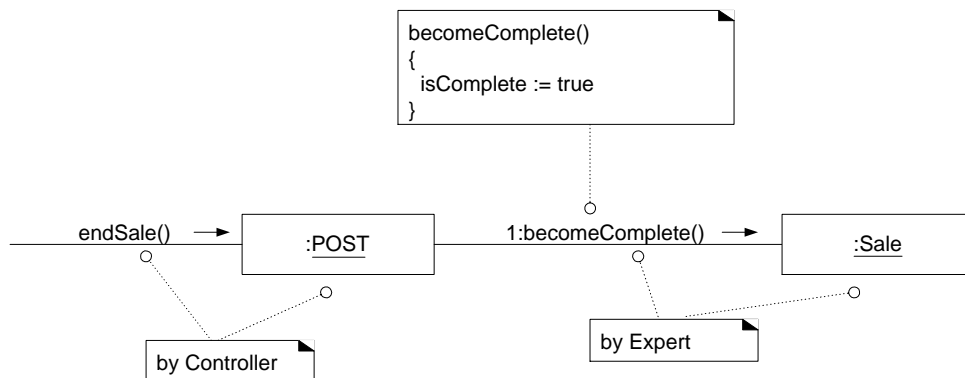 becomeComplete()
{
isComplete := true
}
endSale()
:POST
1:becomeComplete()
:Sale
by Controller
by Expert